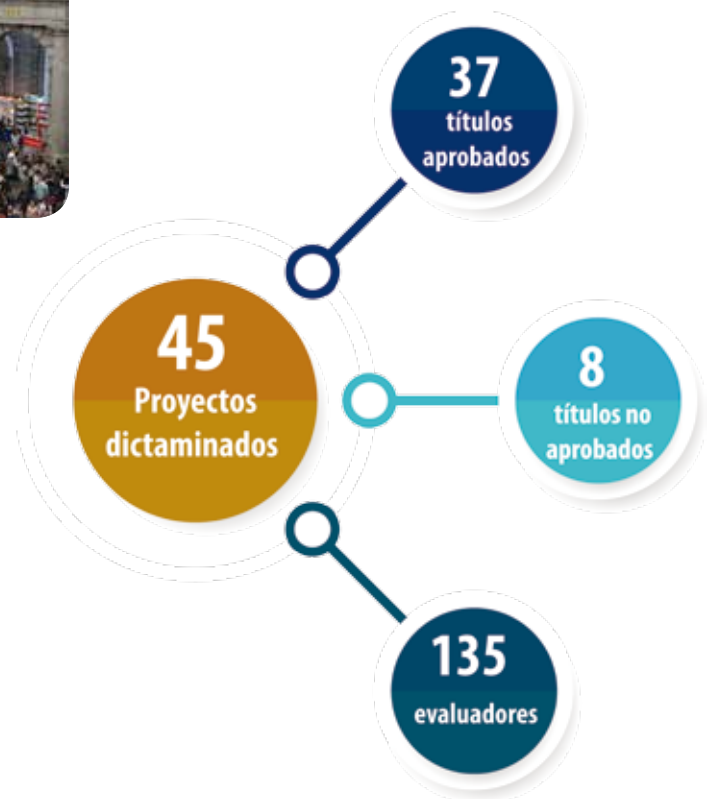 37
títulos
aprobados
45
Proyectos
dictaminados
8
títulos no
aprobados
135
evaluadores